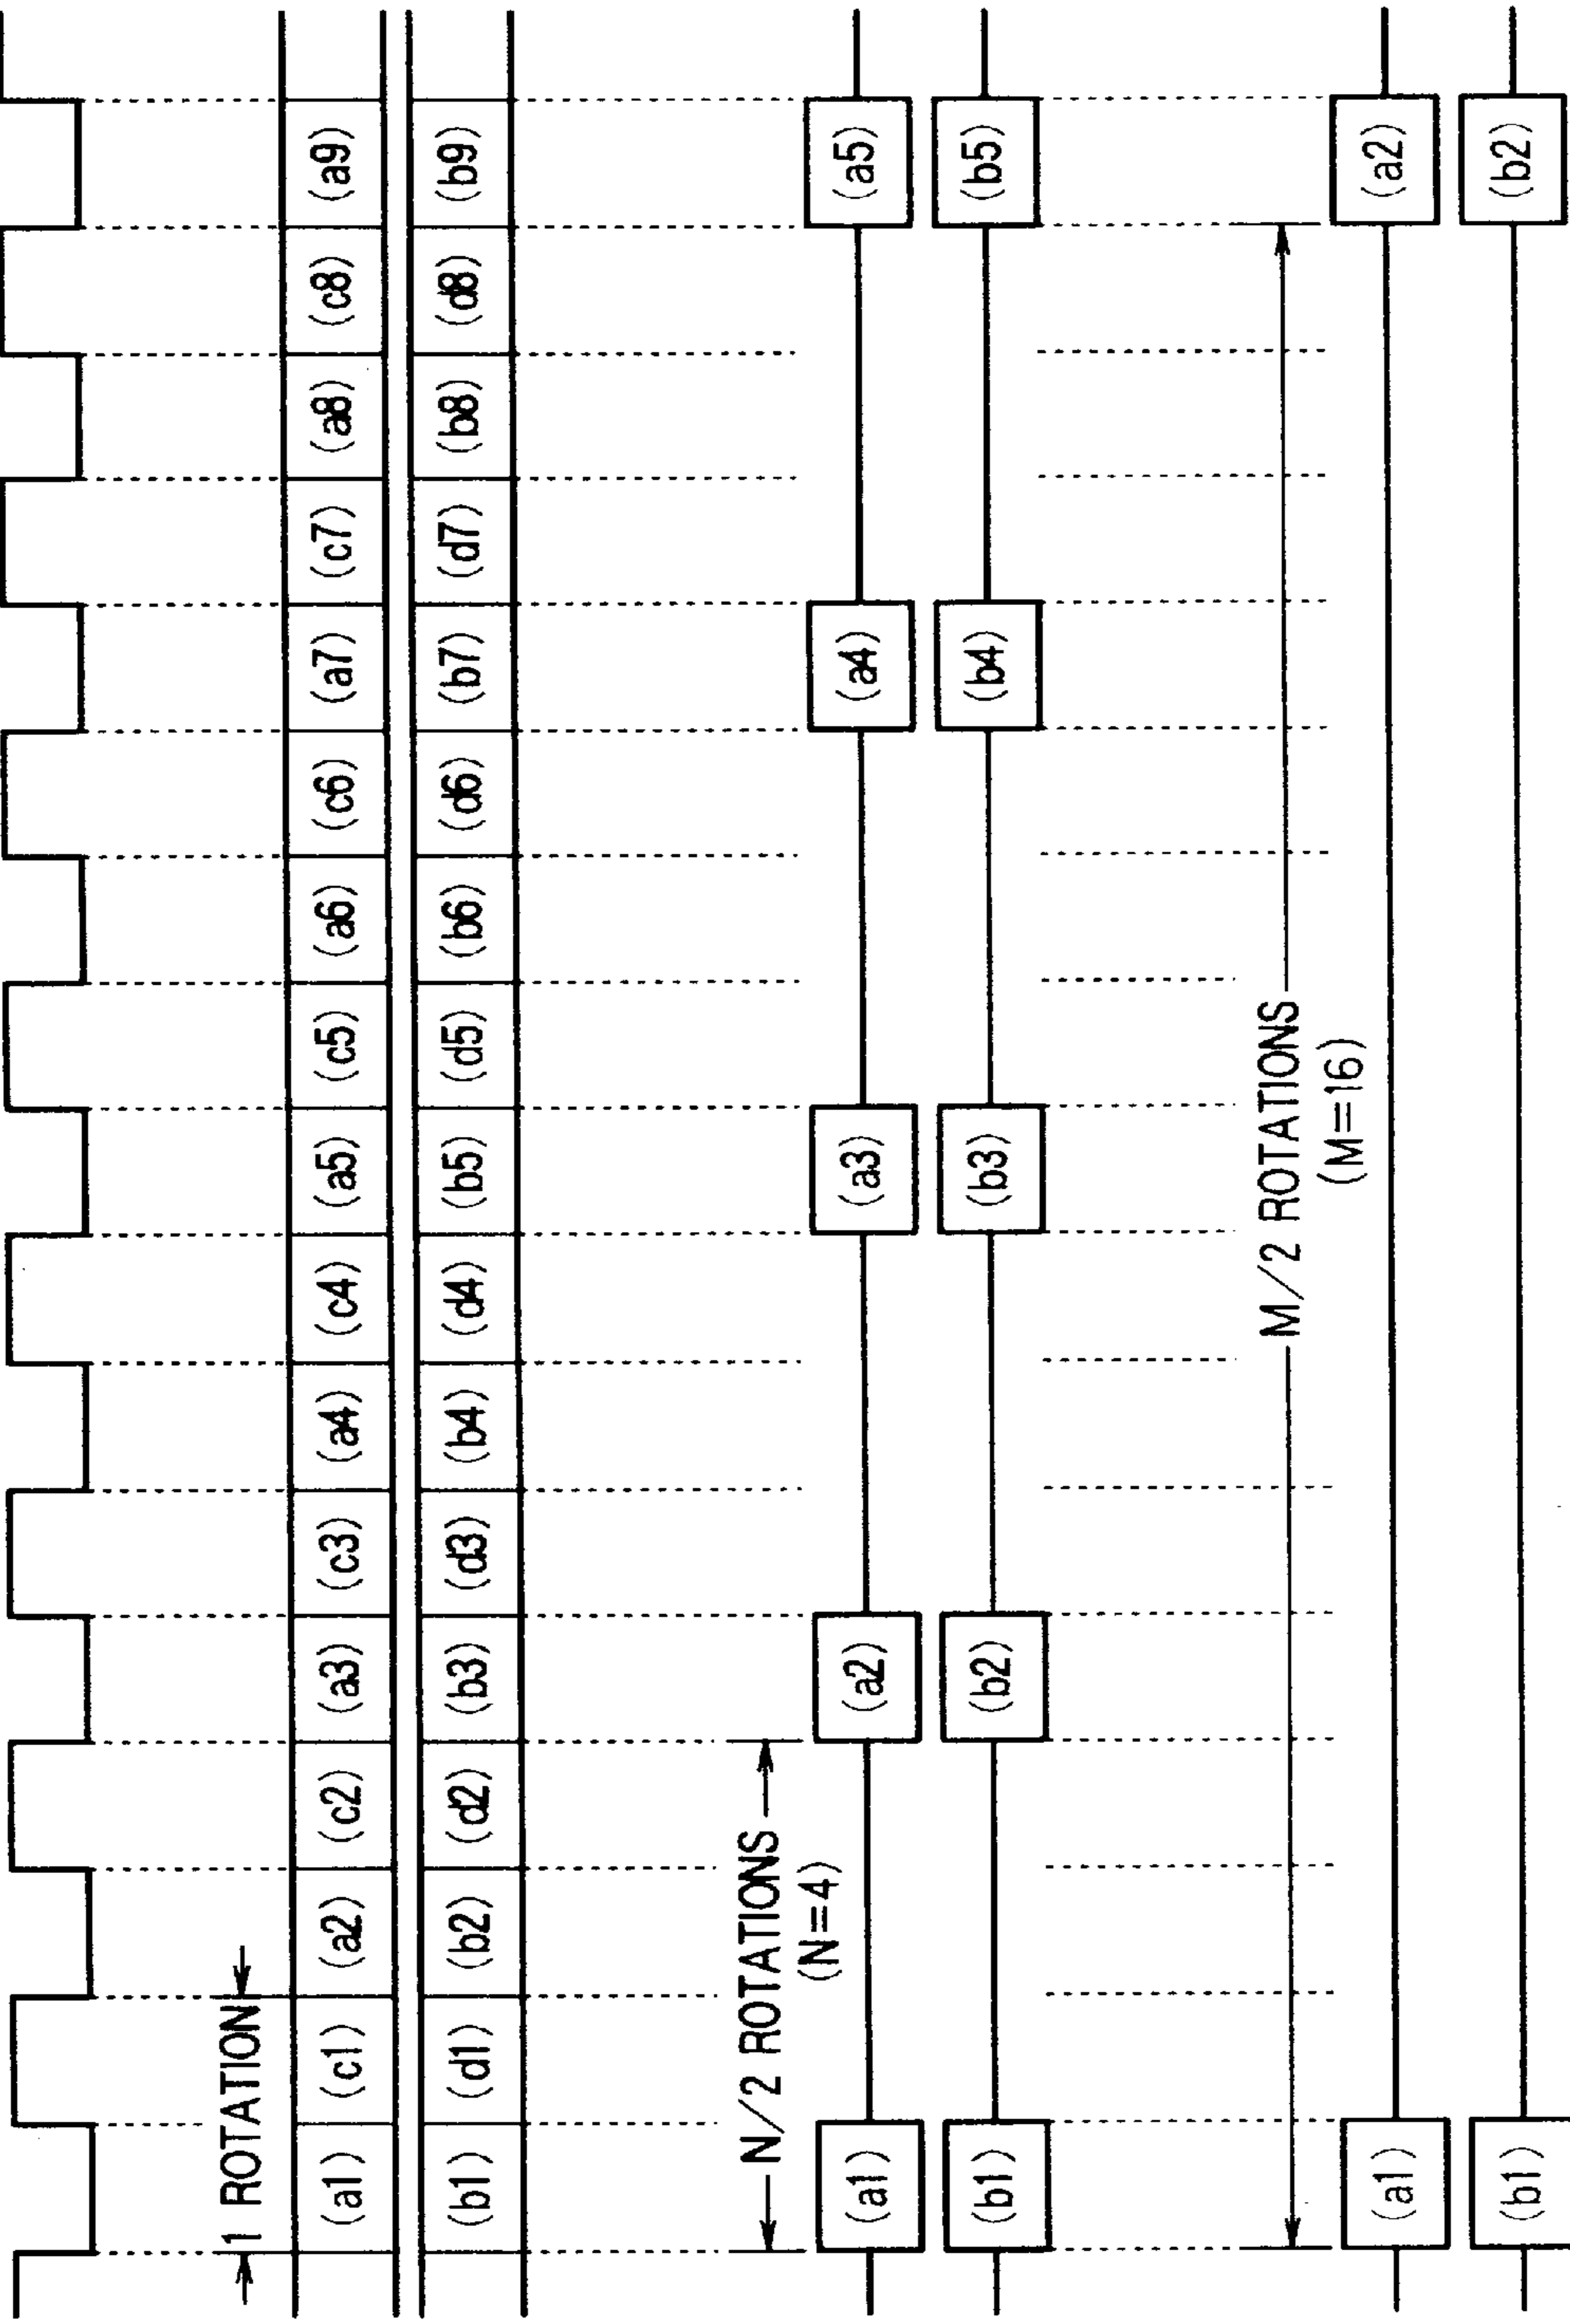 1 ROTATION
(a1) (c1) (a2) (c2) (a3) (c3) (a4) (c4) (a5) (c5) (a6) (c6) (a7) (c7) (a8) (c8) (a9)
(b1) (d1) (b2) (d2) (b3) (d3) (b4) (d4) (b5) (d5) (b6) (d6) (b7) (d7) (b8) (d8) (b9)
N/2 ROTATIONS
(N=4)
(a1) (a2) (a3) (a4) (a5)
(b1) (b2) (b3) (b4) (b5)
M/2 ROTATIONS
(M=16)
(a1) (a2)
(b1) (b2)